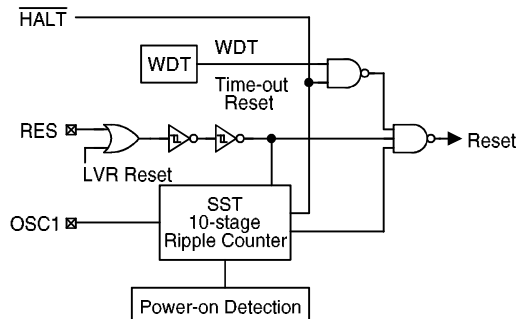 HALT
WDT
WDT
Time-out
Reset
RES
LVR Reset
Reset
SST
10-stage
Ripple Counter
OSC1
Power-on Detection